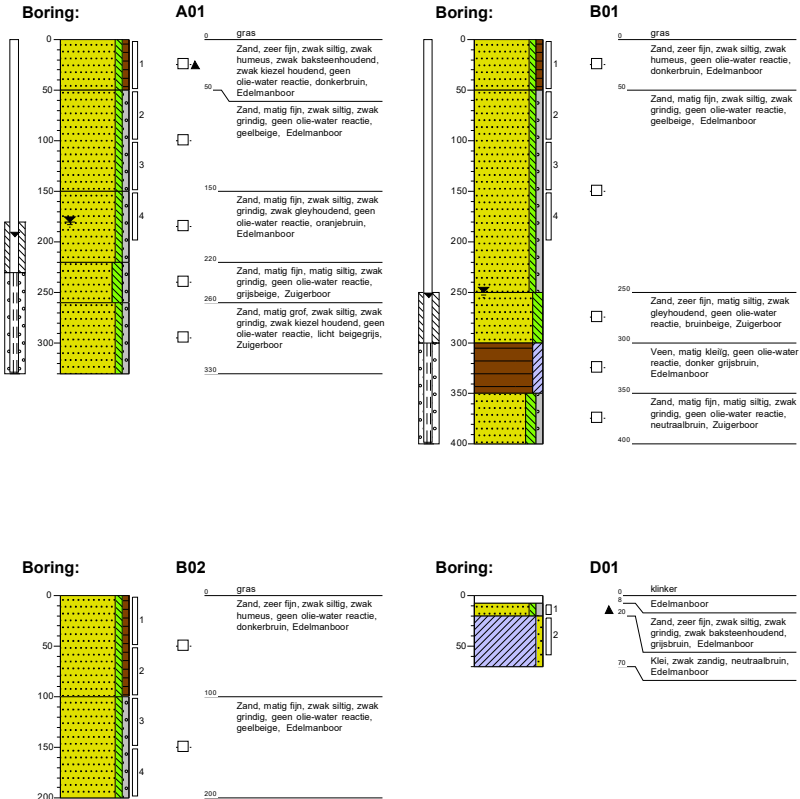 Boring: A01
0
50
100
150
200
250
300
1
2
3
4
0 gras
Zand, zeer fijn, zwak siltig, zwak
humeus, zwak baksteenhoudend,
zwak kiezel houdend, geen
olie-water reactie, donkerbruin,
Edelmanboor
50
Zand, matig fijn, zwak siltig, zwak
grindig, geen olie-water reactie,
geelbeige, Edelmanboor
150
Zand, matig fijn, zwak siltig, zwak
grindig, zwak gleyhoudend, geen
olie-water reactie, oranjebruin,
Edelmanboor
220
Zand, matig fijn, matig siltig, zwak
grindig, geen olie-water reactie,
grijsbeige, Zuigerboor
260
Zand, matig grof, zwak siltig, zwak
grindig, zwak kiezel houdend, geen
olie-water reactie, licht beigegrijs,
Zuigerboor
330
Boring: B01
0
50
100
150
200
250
300
350
400
1
2
3
4
0 gras
Zand, zeer fijn, zwak siltig, zwak
humeus, geen olie-water reactie,
donkerbruin, Edelmanboor
50
Zand, matig fijn, zwak siltig, zwak
grindig, geen olie-water reactie,
geelbeige, Edelmanboor
250
Zand, zeer fijn, matig siltig, zwak
gleyhoudend, geen olie-water
reactie, bruinbeige, Zuigerboor
300
Veen, matig kleiïg, geen olie-water
reactie, donker grijsbruin,
Edelmanboor
350
Zand, matig fijn, matig siltig, zwak
grindig, geen olie-water reactie,
neutraalbruin, Zuigerboor
400
Boring: B02
0
50
100
150
200
1
2
3
4
0 gras
Zand, zeer fijn, zwak siltig, zwak
humeus, geen olie-water reactie,
donkerbruin, Edelmanboor
100
Zand, matig fijn, zwak siltig, zwak
grindig, geen olie-water reactie,
geelbeige, Edelmanboor
200
Boring: D01
0
50
1
2
0 klinker
8
Edelmanboor
20
Zand, zeer fijn, zwak siltig, zwak
grindig, zwak baksteenhoudend,
grijsbruin, Edelmanboor
70
Klei, zwak zandig, neutraalbruin,
Edelmanboor